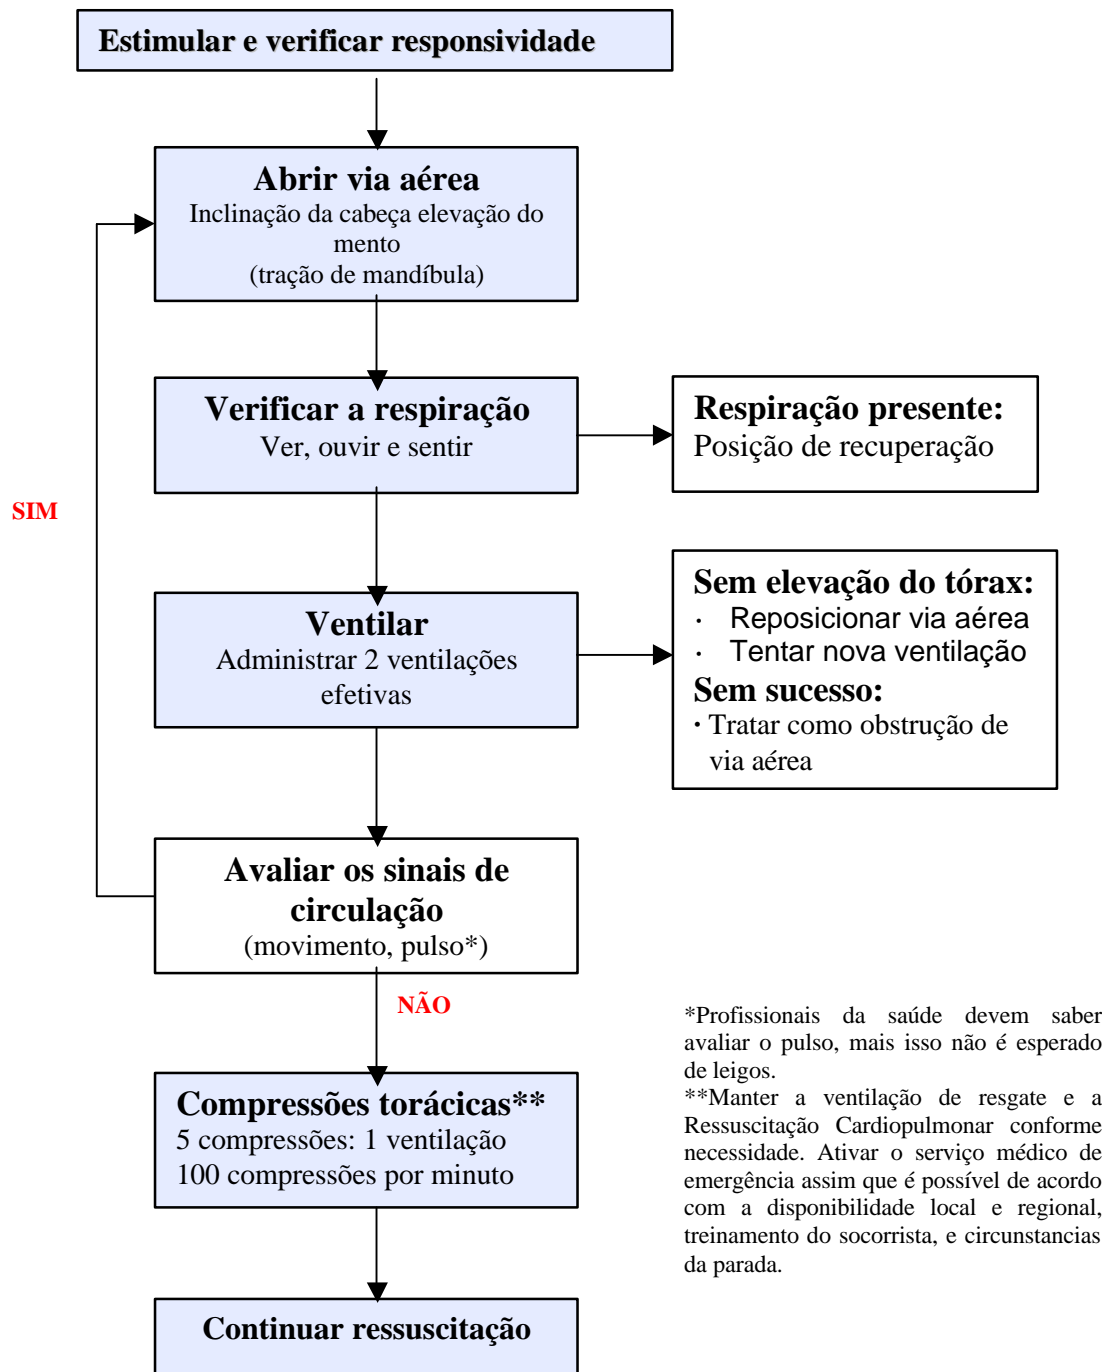 Estimular e verificar responsividade
Abrir via aérea
Inclinação da cabeça elevação do
mento
(tração de mandíbula)
Verificar a respiração
Ver, ouvir e sentir
Respiração presente:
Posição de recuperação
SIM
Ventilar
Administrar 2 ventilações
efetivas
Sem elevação do tórax:
· Reposicionar via aérea
· Tentar nova ventilação
Sem sucesso:
· Tratar como obstrução de
via aérea
Avaliar os sinais de
circulação
(movimento, pulso*)
NÃO
Compressões torácicas**
5 compressões: 1 ventilação
100 compressões por minuto
Continuar ressuscitação
*Profissionais da saúde devem saber
avaliar o pulso, mais isso não é esperado
de leigos.
**Manter a ventilação de resgate e a
Ressuscitação Cardiopulmonar conforme
necessidade. Ativar o serviço médico de
emergência assim que é possível de acordo
com a disponibilidade local e regional,
treinamento do socorrista, e circunstancias
da parada.